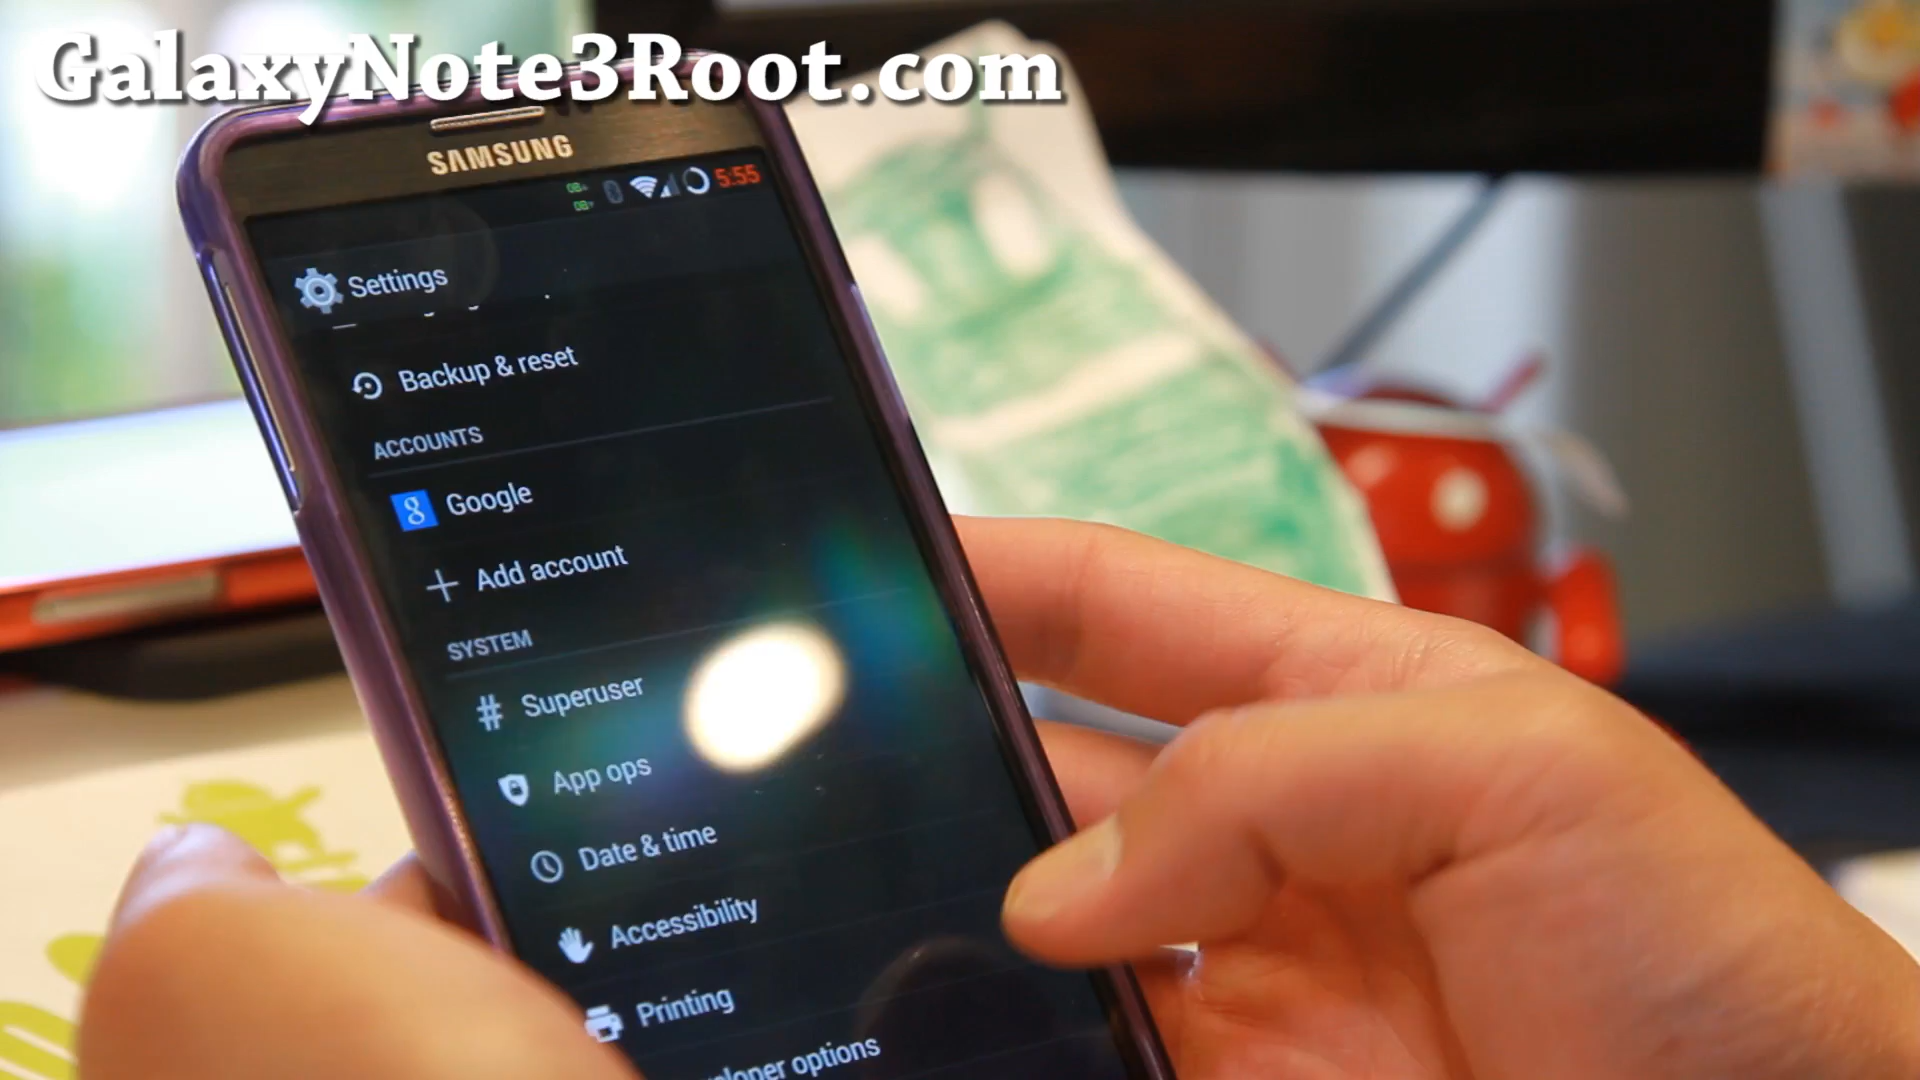 GalaxyNote3Root.com
SAMSUNG
5:55
Settings
Backup & reset
ACCOUNTS
8 Google
Add account
SYSTEM
# Superuser
App ops
Date & time
Accessibility
Printing
options